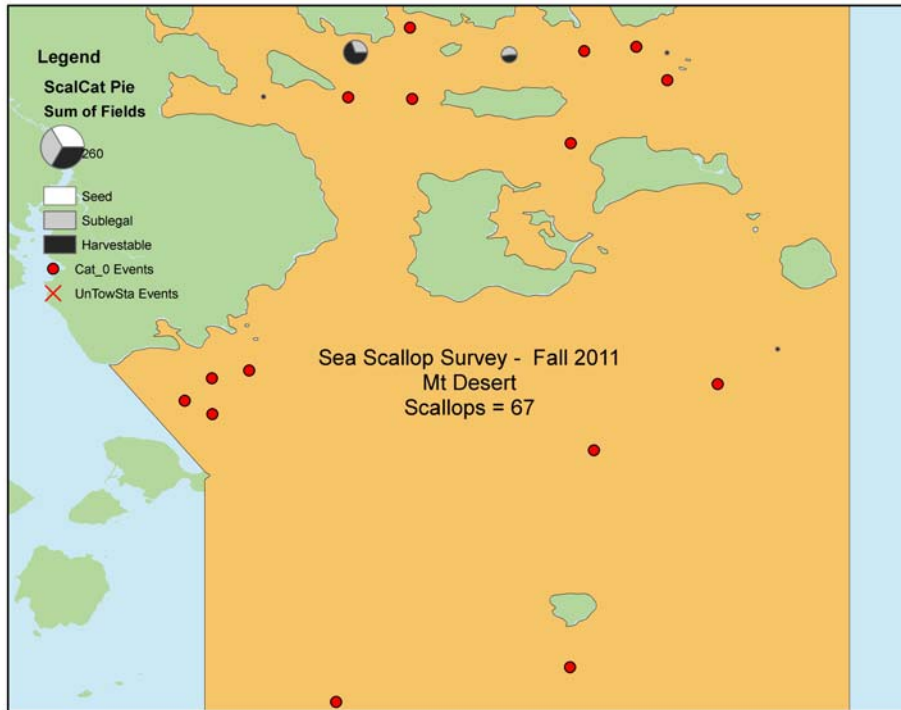 Legend
ScalCat Pie
Sum of Fields
260
Seed
Sublegal
Harvestable
Cat_0 Events
UnTowSta Events
Sea Scallop Survey - Fall 2011
Mt Desert
Scallops = 67